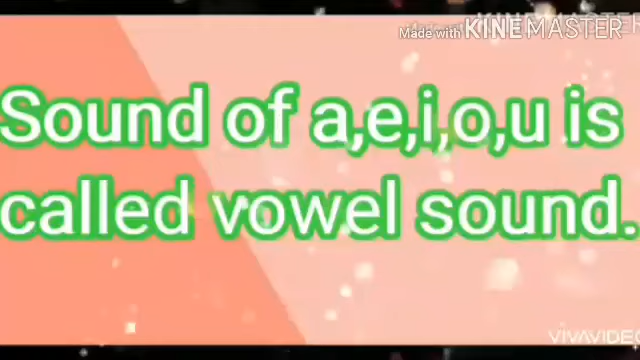 Made with KINEMASTER
Sound of a,e,i,o,u is
called vowel sound.
VIVAVIDEO